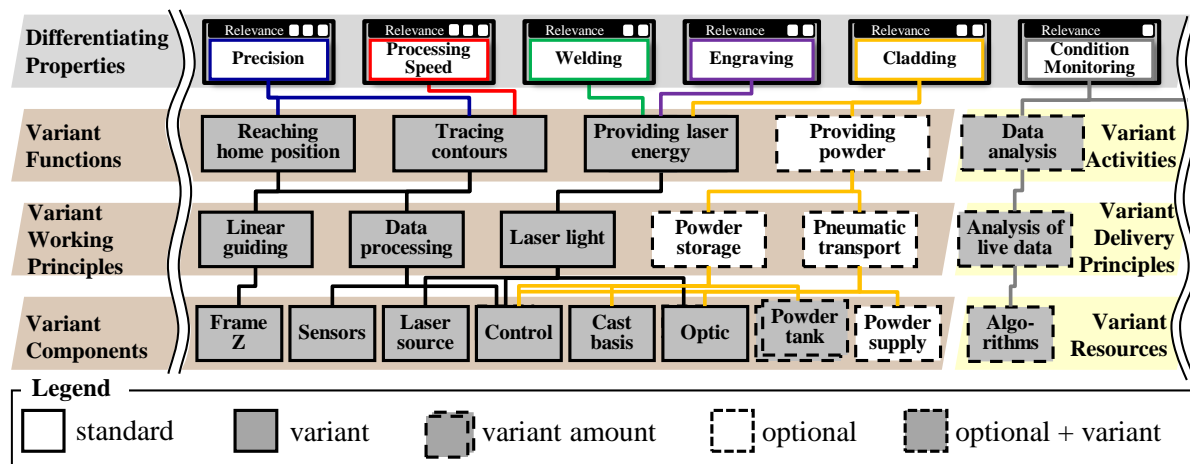 Differentiating
Properties
Relevance
Precision
Relevance
Processing
Speed
Relevance
Welding
Relevance
Engraving
Relevance
Cladding
Relevance
Condition
Monitoring
Variant
Functions
Reaching
home position
Tracing
contours
Providing laser
energy
Providing
powder
Data
analysis
Variant
Activities
Variant
Working
Principles
Linear
guiding
Data
processing
Laser light
Powder
storage
Pneumatic
transport
Analysis of
live data
Variant
Delivery
Principles
Variant
Components
Frame
Z
Sensors
Laser
source
Control
Cast
basis
Optic
Powder
tank
Powder
supply
Algo-
rithms
Variant
Resources
Legend
standard
variant
variant amount
optional
optional + variant